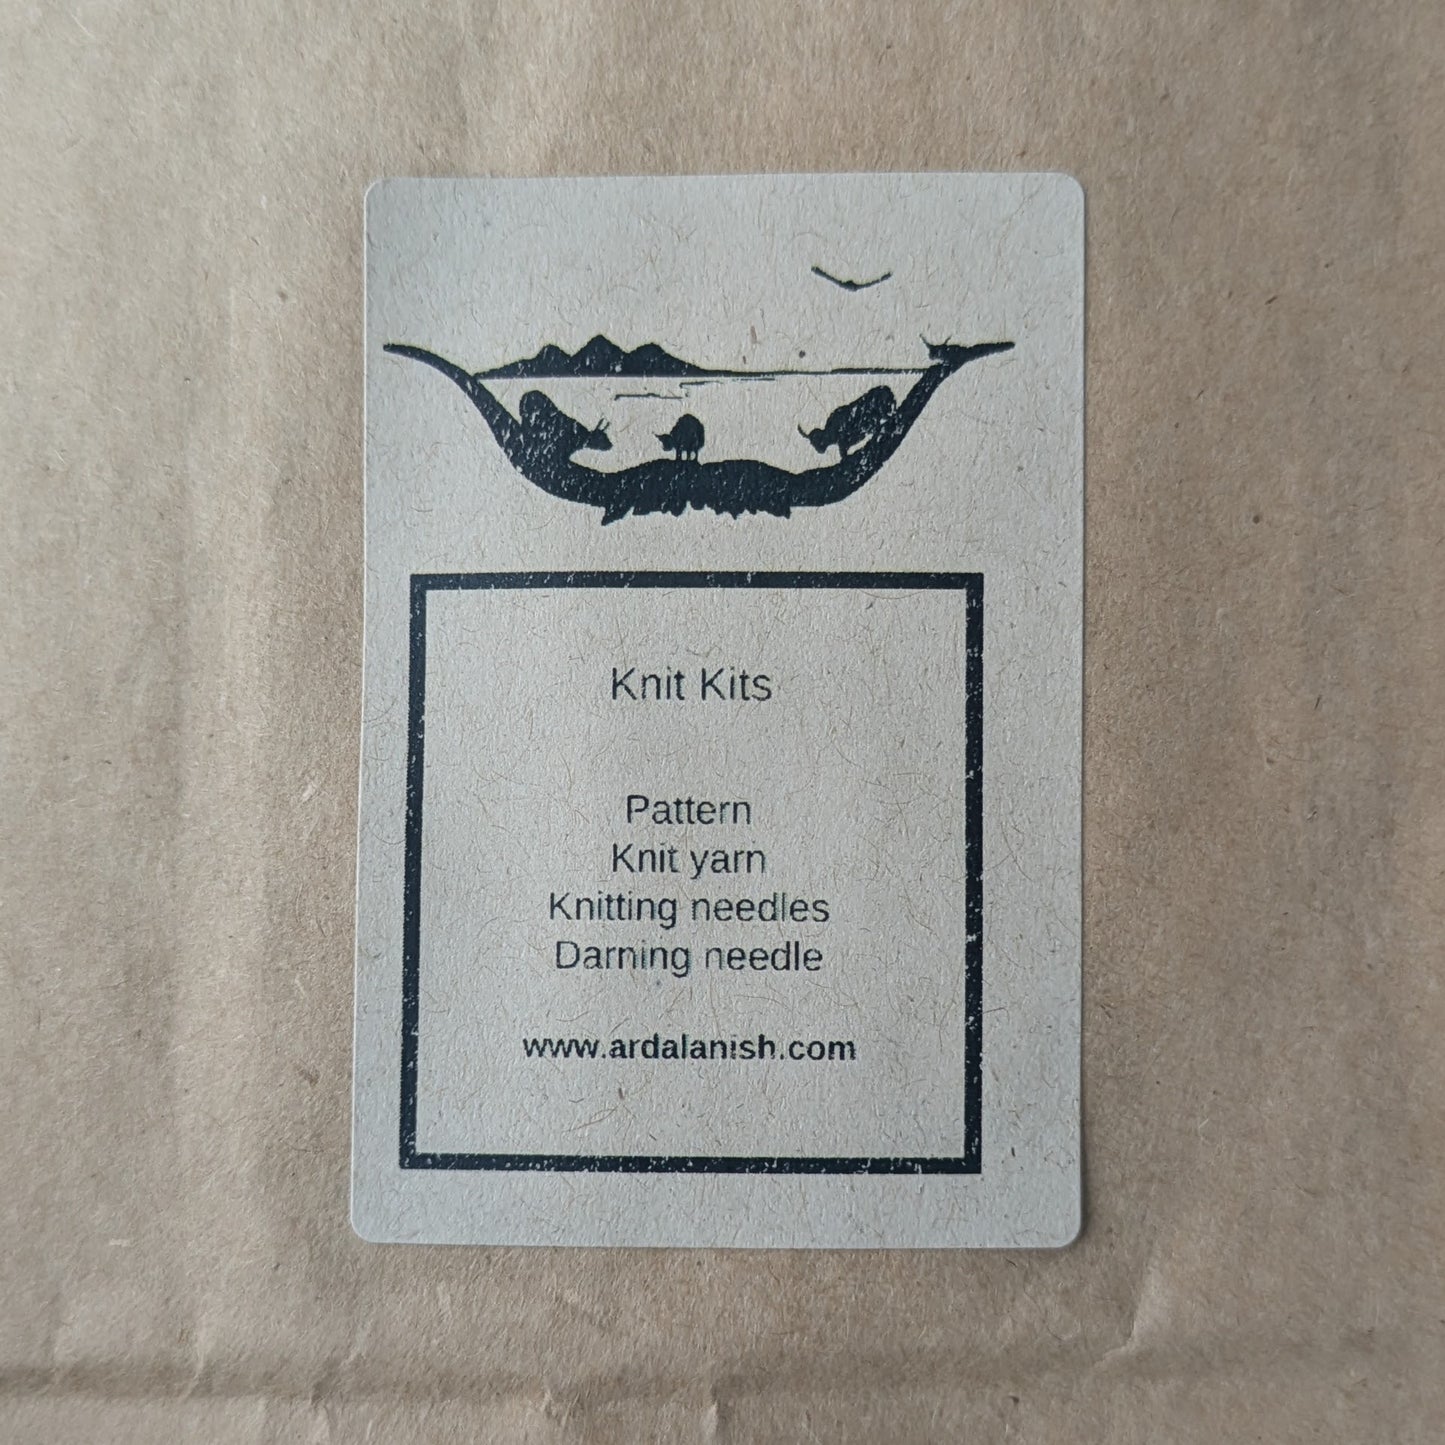 Knit Kits
Pattern
Knit yarn
Knitting needles
Darning needle
www.ardalanish.com